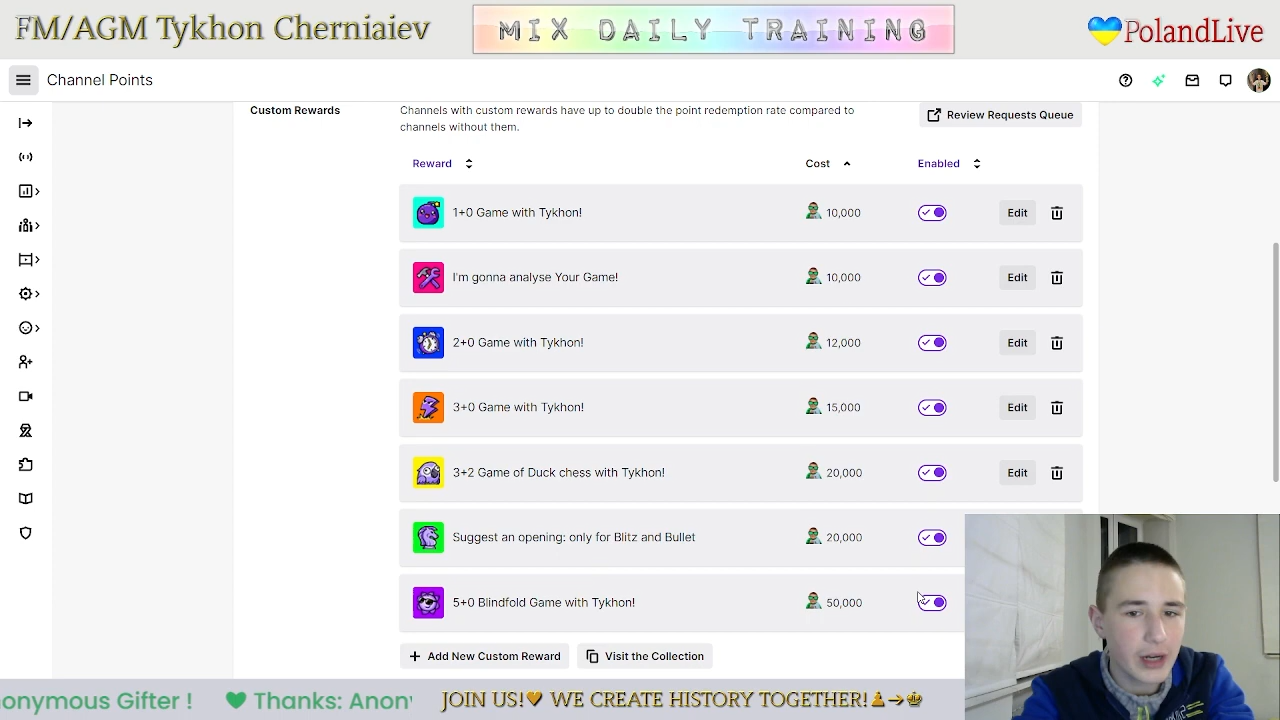 FM/AGM Tykhon Cherniaiev
MIX DAILY TRAINING
PolandLive
Channel Points
Custom Rewards
Channels with custom rewards have up to double the point redemption rate compared to
channels without them.
Review Requests Queue
Reward
Cost
Enabled
1+0 Game with Tykhon!
10,000
Edit
I'm gonna analyse Your Game!
10,000
Edit
2+0 Game with Tykhon!
12,000
Edit
3+0 Game with Tykhon!
15,000
Edit
3+2 Game of Duck chess with Tykhon!
20,000
Edit
Suggest an opening: only for Blitz and Bullet
20,000
5+0 Blindfold Game with Tykhon!
50,000
+ Add New Custom Reward
Visit the Collection
onymous Gifter ! 💚 Thanks: Anony
JOIN US!🧡 WE CREATE HISTORY TOGETHER!♟→♚